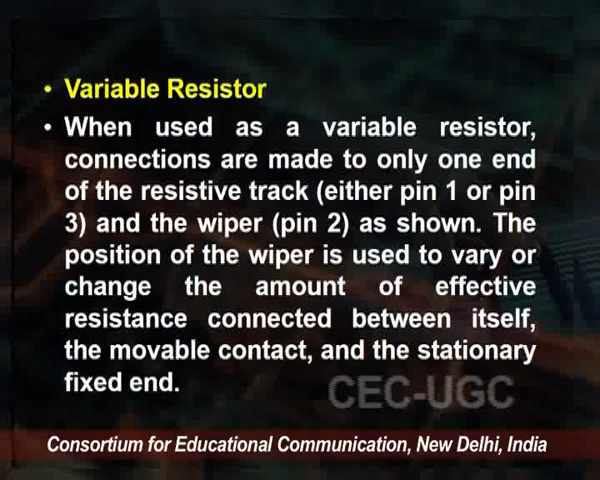 • Variable Resistor
• When used as a variable resistor,
connections are made to only one end
of the resistive track (either pin 1 or pin
3) and the wiper (pin 2) as shown. The
position of the wiper is used to vary or
change the amount of effective
resistance connected between itself,
the movable contact, and the stationary
fixed end.
CEC-UGC
Consortium for Educational Communication, New Delhi, India